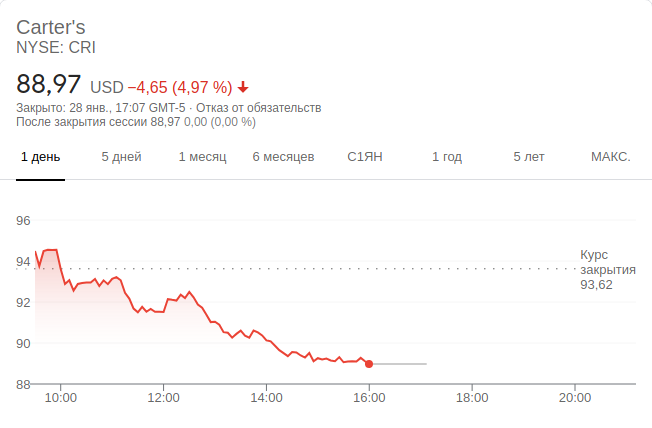 Carter's
NYSE: CRI
88,97 USD −4,65 (4,97 %)
Закрыто: 28 янв., 17:07 GMT-5 · Отказ от обязательств
После закрытия сессии 88,97 0,00 (0,00 %)
1 день 5 дней 1 месяц 6 месяцев С1ЯН 1 год 5 лет МАКС.
96
94
92
90
88
Курс
закрытия
93,62
10:00 12:00 14:00 16:00 18:00 20:00